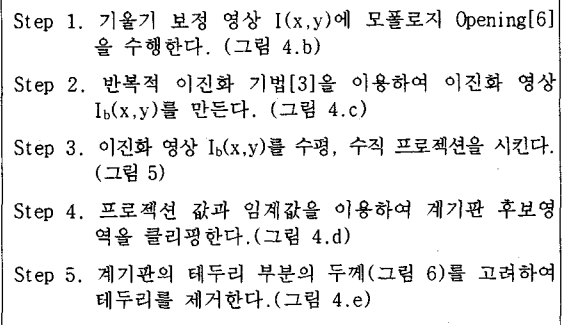 Step 1. 기울기 보정 영상 I(x,y)에 모폴로지 Opening[6]
을 수행한다. (그림 4.b)
Step 2. 반복적 이진화 기법[3]을 이용하여 이진화 영상
Ib(x,y)를 만든다. (그림 4.c)
Step 3. 이진화 영상 Ib(x,y)를 수평, 수직 프로젝션을 시킨다.
(그림 5)
Step 4. 프로젝션 값과 임계값을 이용하여 계기판 후보영
역을 클리핑한다.(그림 4.d)
Step 5. 계기판의 테두리 부분의 두께(그림 6)를 고려하여
테두리를 제거한다.(그림 4.e)